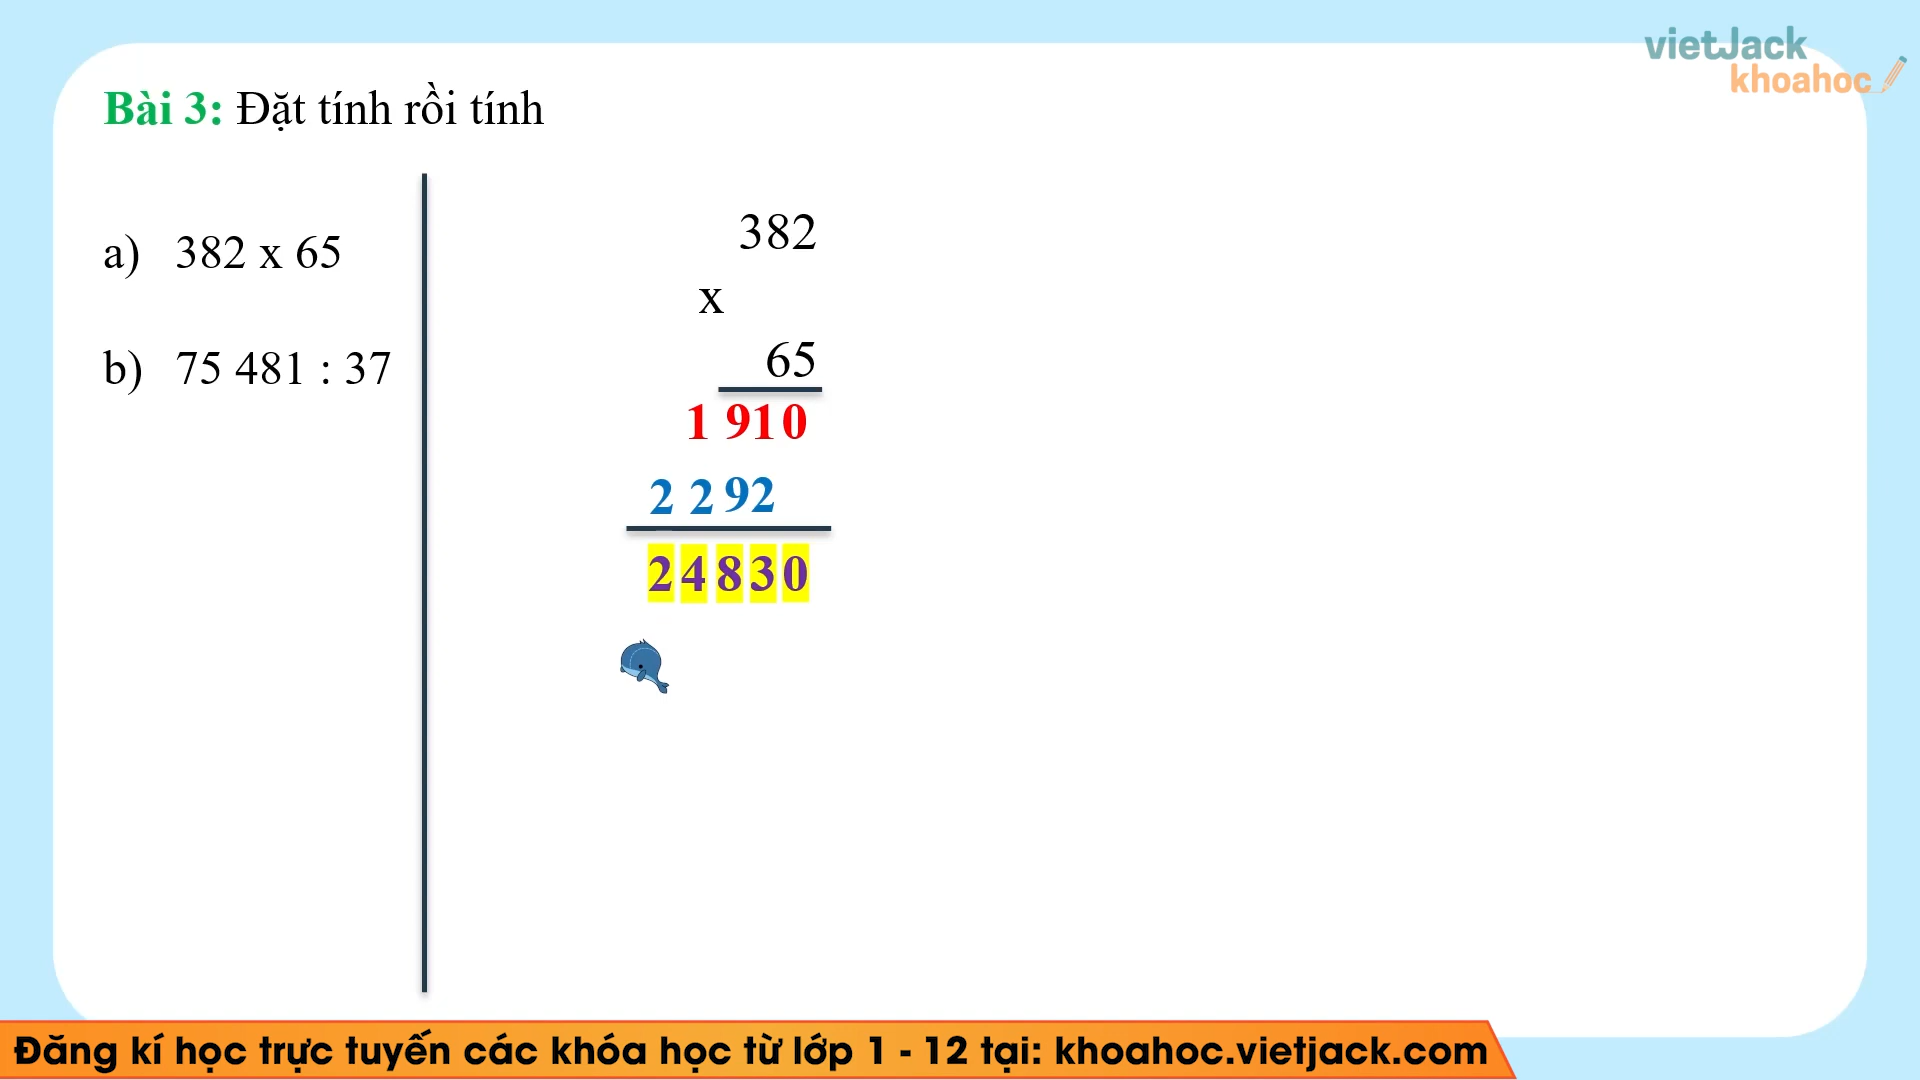 vietJack
khoahoc
Bài 3: Đặt tính rồi tính
a) 382 x 65
b) 75 481 : 37
382
x
65
1 910
2 292
24830
Đăng kí học trực tuyến các khóa học từ lớp 1 - 12 tại: khoahoc.vietjack.com